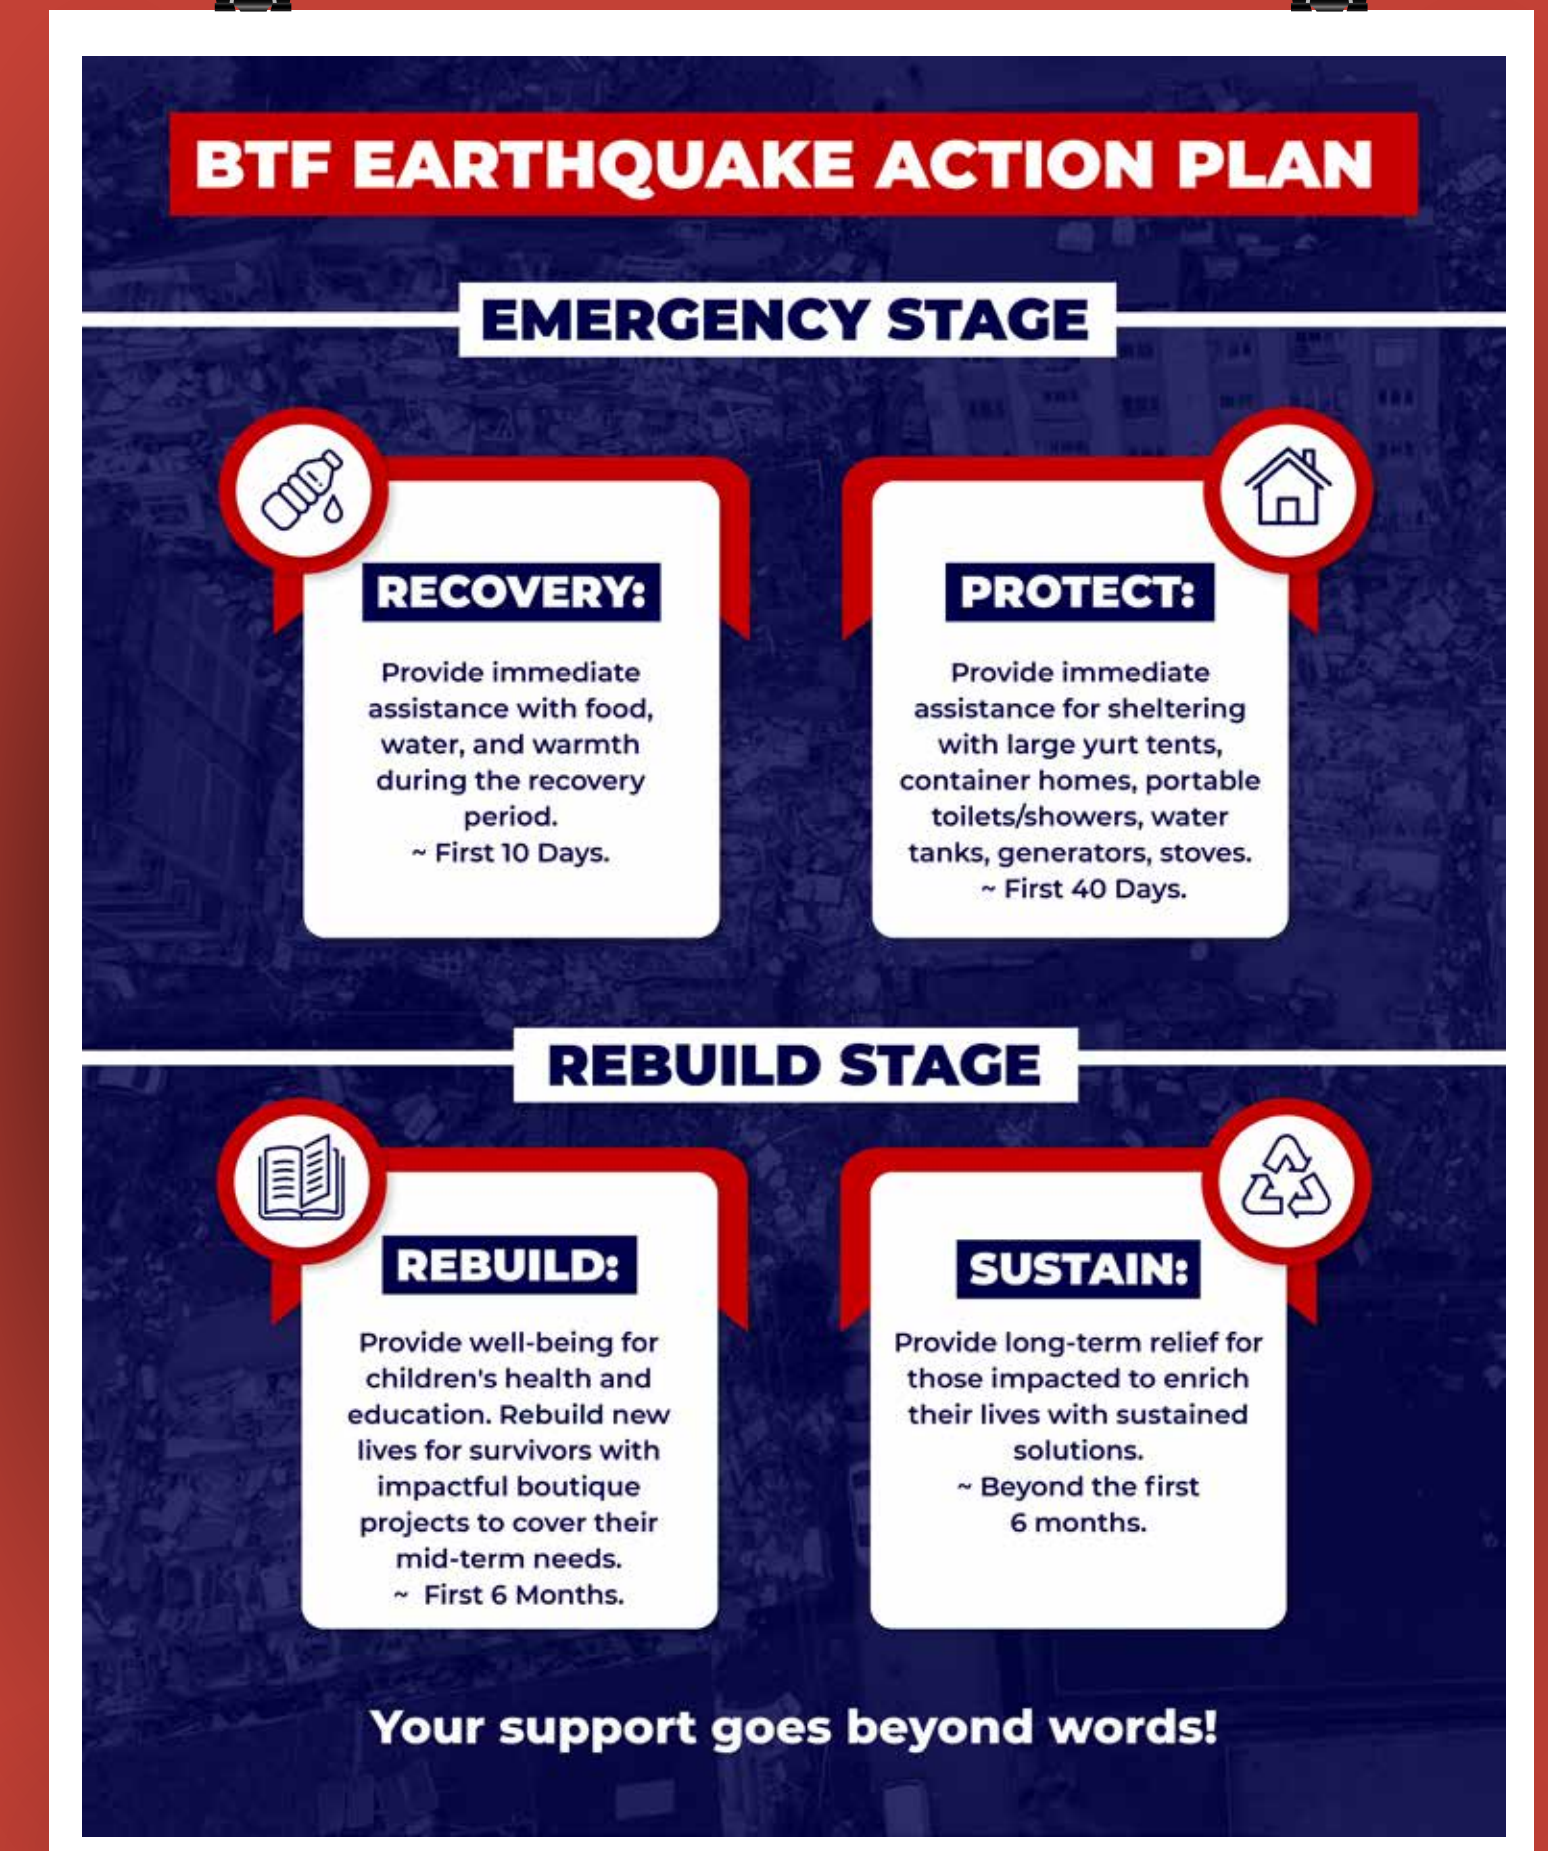 BTF EARTHQUAKE ACTION PLAN
EMERGENCY STAGE
RECOVERY:
Provide immediate
assistance with food,
water, and warmth
during the recovery
period.
~ First 10 Days.
PROTECT:
Provide immediate
assistance for sheltering
with large yurt tents,
container homes, portable
toilets/showers, water
tanks, generators, stoves.
~ First 40 Days.
REBUILD STAGE
REBUILD:
Provide well-being for
children's health and
education. Rebuild new
lives for survivors with
impactful boutique
projects to cover their
mid-term needs.
~ First 6 Months.
SUSTAIN:
Provide long-term relief for
those impacted to enrich
their lives with sustained
solutions.
~ Beyond the first
6 months.
Your support goes beyond words!